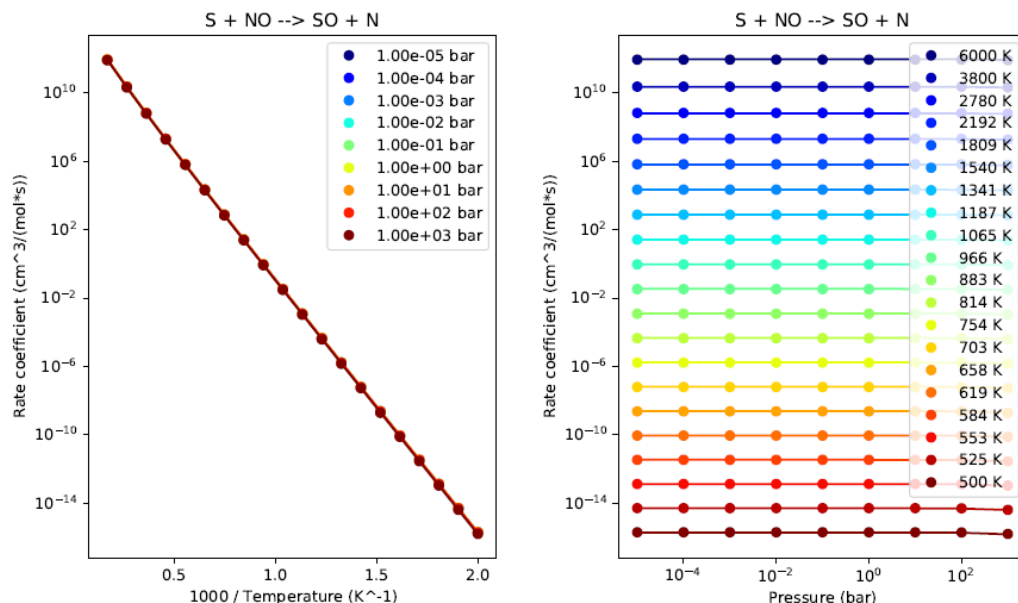 S + NO --> SO + N
Rate coefficient (cm^3/(mol*s))
10^10
10^6
10^2
10^−2
10^−6
10^−10
10^−14
1.00e-05 bar
1.00e-04 bar
1.00e-03 bar
1.00e-02 bar
1.00e-01 bar
1.00e+00 bar
1.00e+01 bar
1.00e+02 bar
1.00e+03 bar
0.5 1.0 1.5 2.0
1000 / Temperature (K^-1)
S + NO --> SO + N
Rate coefficient (cm^3/(mol*s))
10^10
10^6
10^2
10^−2
10^−6
10^−10
10^−14
6000 K
3800 K
2780 K
2192 K
1809 K
1540 K
1341 K
1187 K
1065 K
966 K
883 K
814 K
754 K
703 K
658 K
619 K
584 K
553 K
525 K
500 K
10^−4 10^−2 10^0 10^2
Pressure (bar)